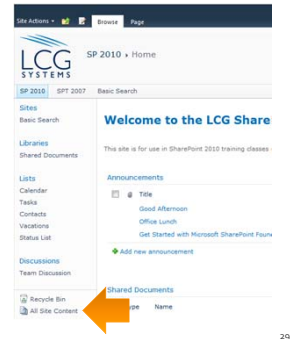 Site Actions
Browse
Page
LCG
SYSTEMS
SP 2010 ▸ Home
SP 2010
SPT 2007
Basic Search
Sites
Basic Search
Libraries
Shared Documents
Lists
Calendar
Tasks
Contacts
Vacations
Status List
Discussions
Team Discussion
Recycle Bin
All Site Content
Welcome to the LCG Share
This site is for use in SharePoint 2010 training classes
Announcements
Title
Good Afternoon
Office Lunch
Get Started with Microsoft SharePoint Foun
Add new announcement
Shared Documents
Type
Name
29